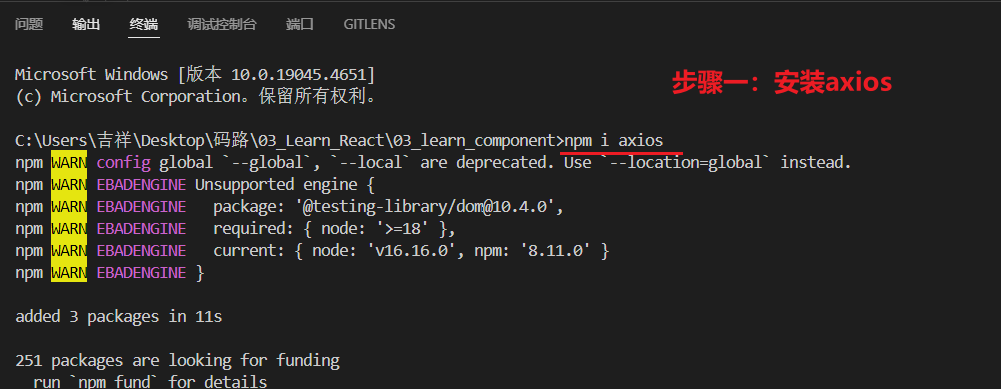 问题 输出 终端 调试控制台 端口 GITLENS
Microsoft Windows [版本 10.0.19045.4651]
(c) Microsoft Corporation。保留所有权利。
步骤一：安装axios
C:\Users\吉祥\Desktop\码路\03_Learn_React\03_learn_component>npm i axios
npm WARN config global `--global`, `--local` are deprecated. Use `--location=global` instead.
npm WARN EBADENGINE Unsupported engine {
npm WARN EBADENGINE   package: '@testing-library/dom@10.4.0',
npm WARN EBADENGINE   required: { node: '>=18' },
npm WARN EBADENGINE   current: { node: 'v16.16.0', npm: '8.11.0' }
npm WARN EBADENGINE }
added 3 packages in 11s
251 packages are looking for funding
  run `npm fund` for details